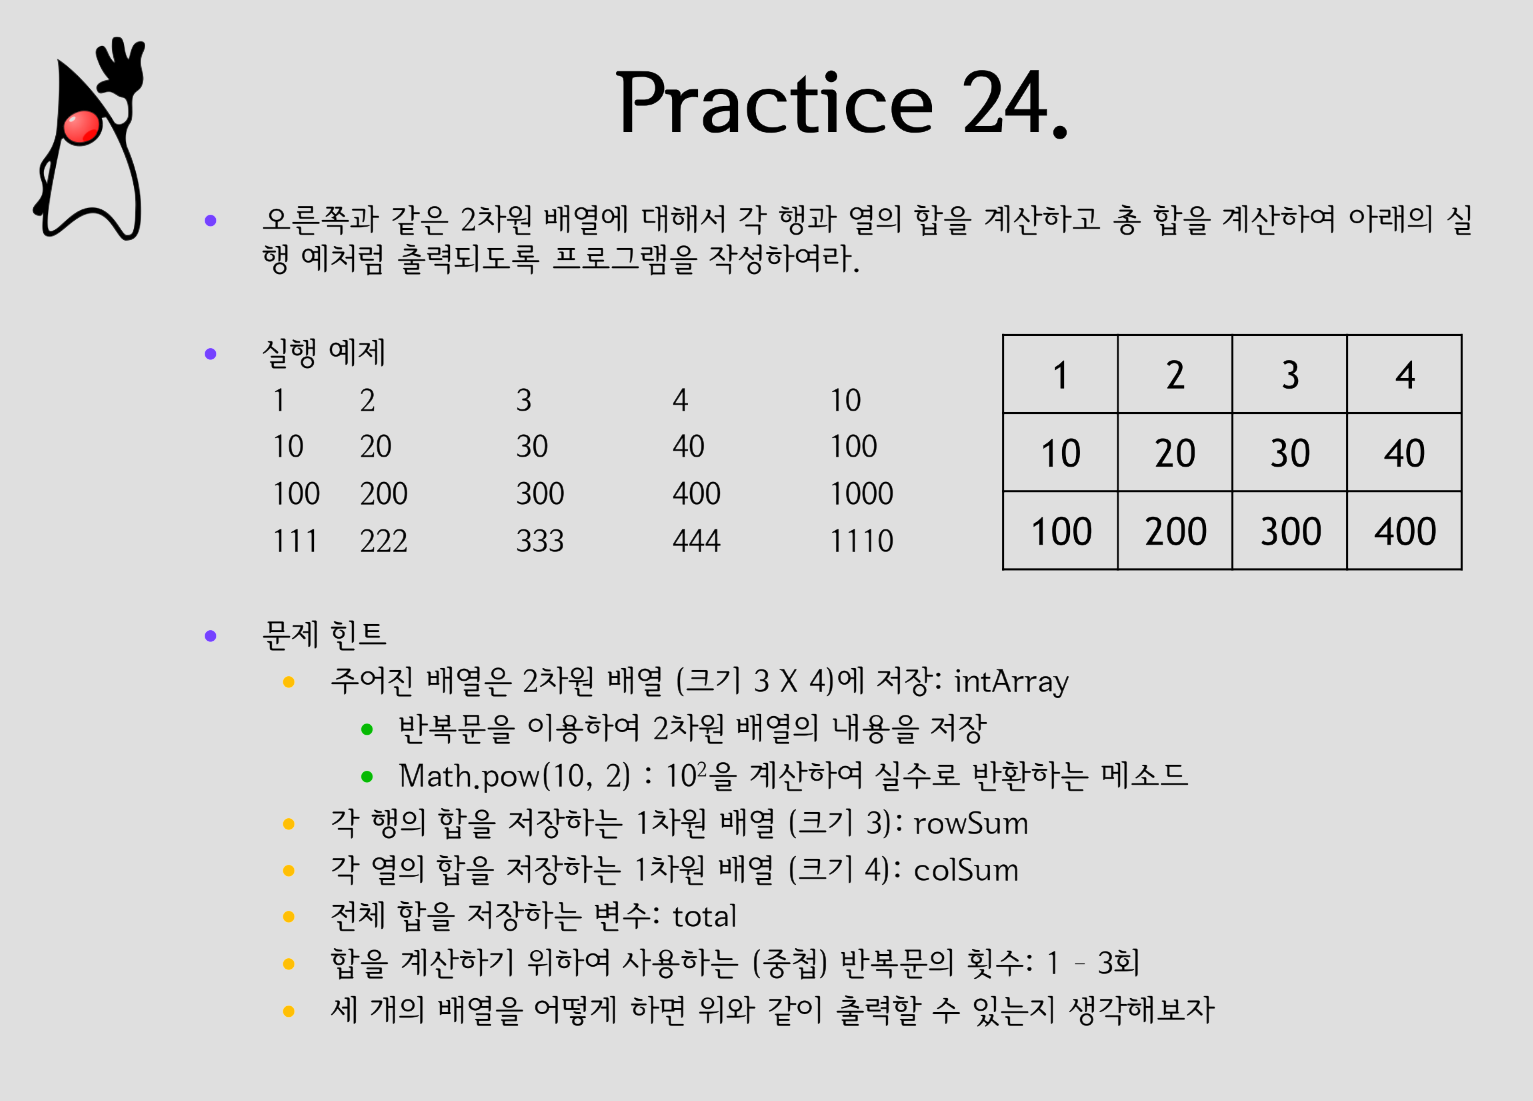 Practice 24.
오른쪽과 같은 2차원 배열에 대해서 각 행과 열의 합을 계산하고 총 합을 계산하여 아래의 실
행 예처럼 출력되도록 프로그램을 작성하여라.
실행 예제
1 2 3 4 10
10 20 30 40 100
100 200 300 400 1000
111 222 333 444 1110
1 2 3 4
10 20 30 40
100 200 300 400
문제 힌트
주어진 배열은 2차원 배열 (크기 3 X 4)에 저장: intArray
반복문을 이용하여 2차원 배열의 내용을 저장
Math.pow(10, 2) : 10²을 계산하여 실수로 반환하는 메소드
각 행의 합을 저장하는 1차원 배열 (크기 3): rowSum
각 열의 합을 저장하는 1차원 배열 (크기 4): colSum
전체 합을 저장하는 변수: total
합을 계산하기 위하여 사용하는 (중첩) 반복문의 횟수: 1 - 3회
세 개의 배열을 어떻게 하면 위와 같이 출력할 수 있는지 생각해보자